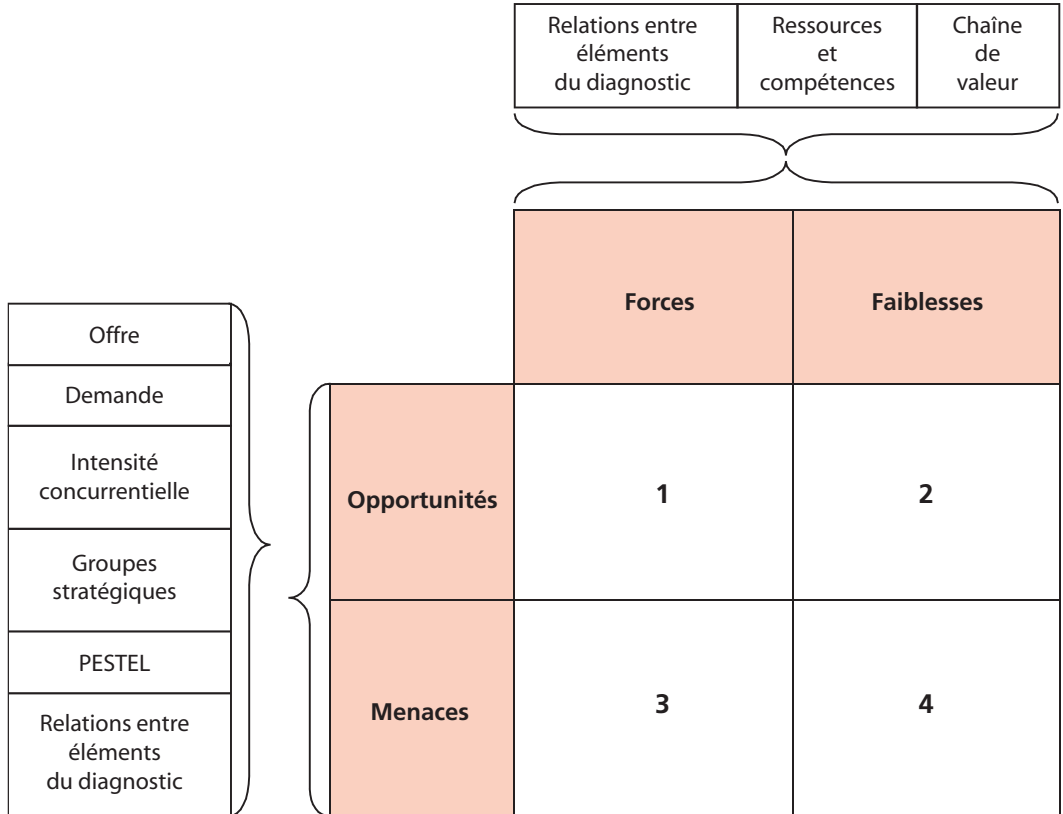 Relations entre
éléments
du diagnostic
Ressources
et
compétences
Chaîne
de
valeur
Forces
Faiblesses
Offre
Demande
Intensité
concurrentielle
Groupes
stratégiques
PESTEL
Relations entre
éléments
du diagnostic
Opportunités
1
2
Menaces
3
4